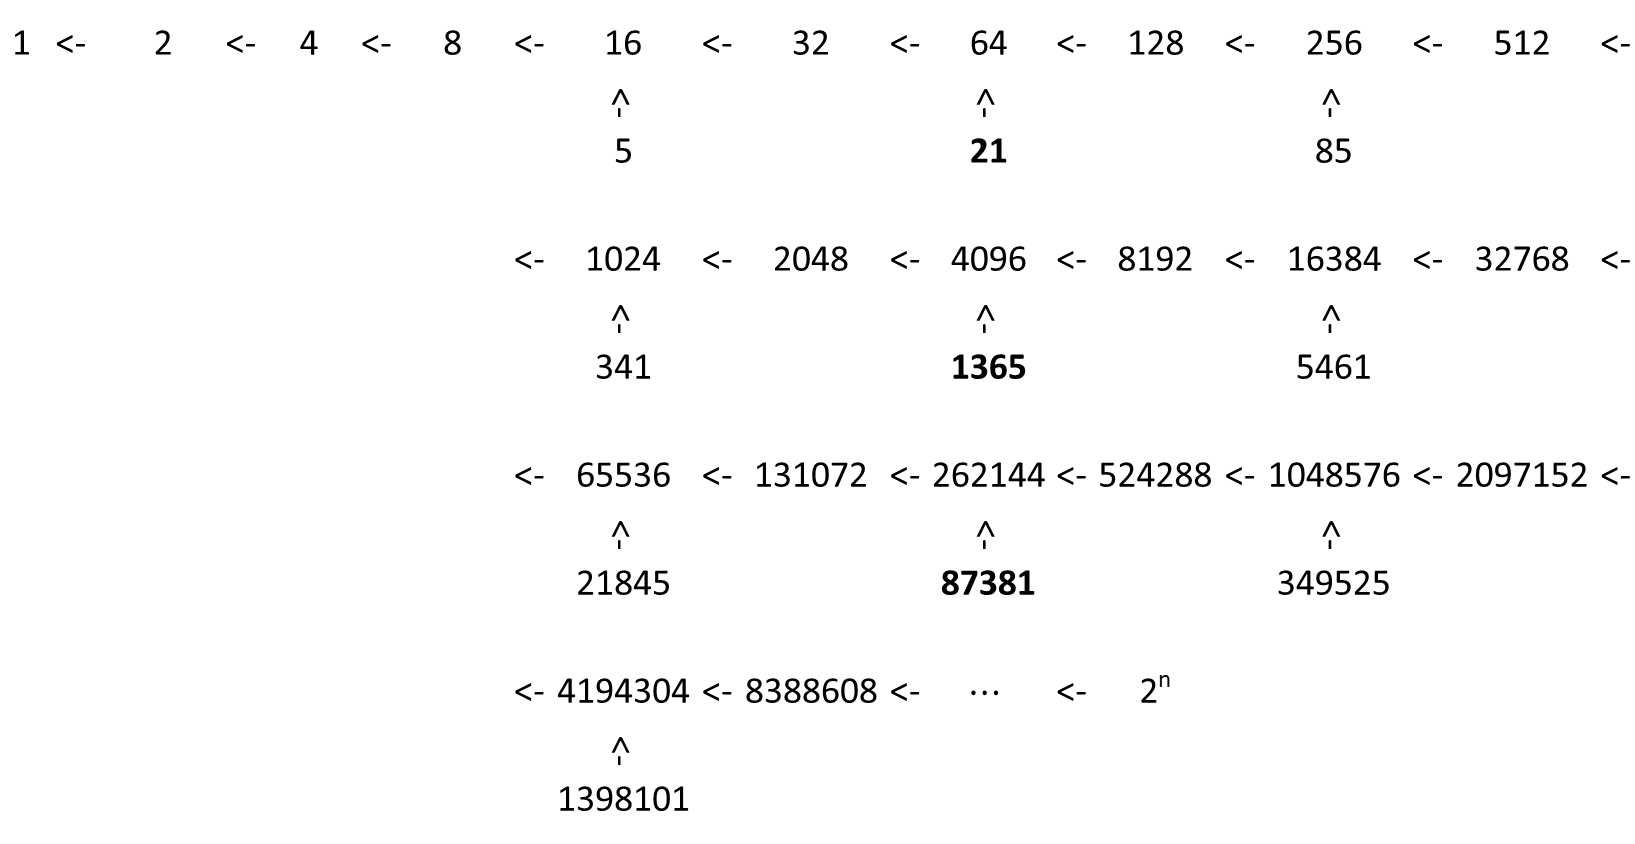 1 <- 2 <- 4 <- 8 <- 16 <- 32 <- 64 <- 128 <- 256 <- 512 <-
^ ^ ^
5 21 85
<- 1024 <- 2048 <- 4096 <- 8192 <- 16384 <- 32768 <-
^ ^ ^
341 1365 5461
<- 65536 <- 131072 <- 262144 <- 524288 <- 1048576 <- 2097152 <-
^ ^ ^
21845 87381 349525
<- 4194304 <- 8388608 <- ⋯ <- 2ⁿ
^
1398101